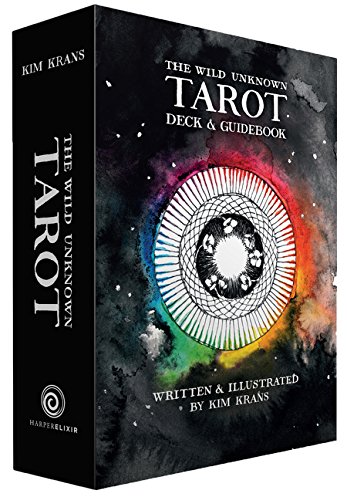 KIM KRANS
THE WILD UNKNOWN
TAROT
HARPERELIXIR
THE WILD UNKNOWN
TAROT
DECK & GUIDEBOOK
WRITTEN & ILLUSTRATED
BY KIM KRANS